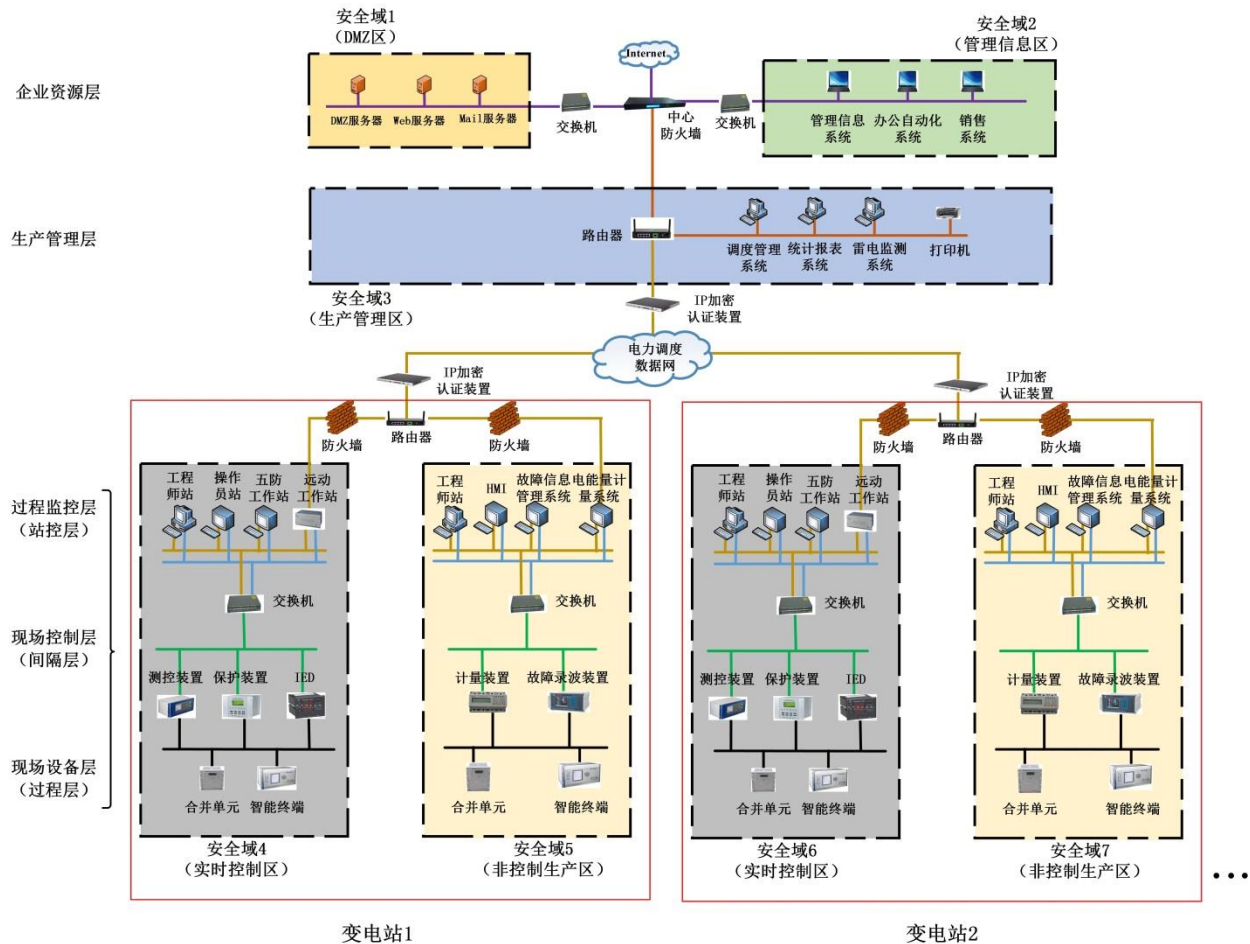 安全域1
（DMZ区）
安全域2
（管理信息区）
Internet
企业资源层
DMZ服务器
Web服务器
Mail服务器
交换机
中心
防火墙
交换机
管理信息
系统
办公自动化
系统
销售
系统
生产管理层
路由器
调度管理
系统
统计报表
系统
雷电监测
系统
打印机
安全域3
（生产管理区）
IP加密
认证装置
电力调度
数据网
IP加密
认证装置
IP加密
认证装置
防火墙
路由器
防火墙
防火墙
路由器
防火墙
过程监控层
（站控层）
工程
师站
操作
员站
五防
工作站
远动
工作站
工程
师站
HMI
故障信息
管理系统
电能量计
量系统
工程
师站
操作
员站
五防
工作站
远动
工作站
工程
师站
HMI
故障信息
管理系统
电能量计
量系统
交换机
交换机
交换机
交换机
现场控制层
（间隔层）
测控装置
保护装置
IED
计量装置
故障录波装置
测控装置
保护装置
IED
计量装置
故障录波装置
现场设备层
（过程层）
合并单元
智能终端
合并单元
智能终端
合并单元
智能终端
合并单元
智能终端
安全域4
（实时控制区）
安全域5
（非控制生产区）
安全域6
（实时控制区）
安全域7
（非控制生产区）
...
变电站1
变电站2